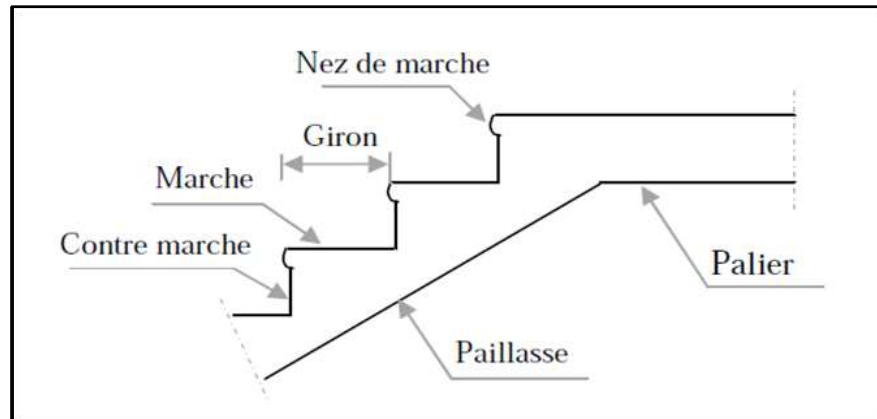 Nez de marche
Giron
Marche
Contre marche
Palier
Paillasse